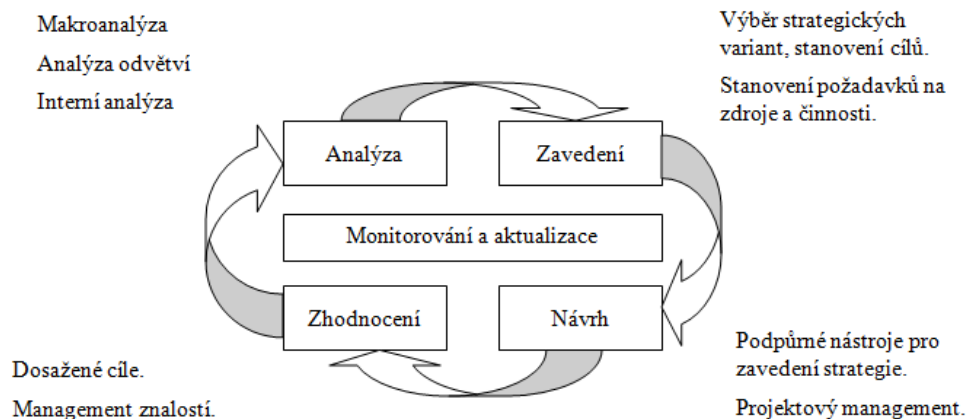 Makroanalýza
Analýza odvětví
Interní analýza
Výběr strategických
variant, stanovení cílů.
Stanovení požadavků na
zdroje a činnosti.
Analýza
Zavedení
Monitorování a aktualizace
Zhodnocení
Návrh
Dosažené cíle.
Management znalostí.
Podpůrné nástroje pro
zavedení strategie.
Projektový management.